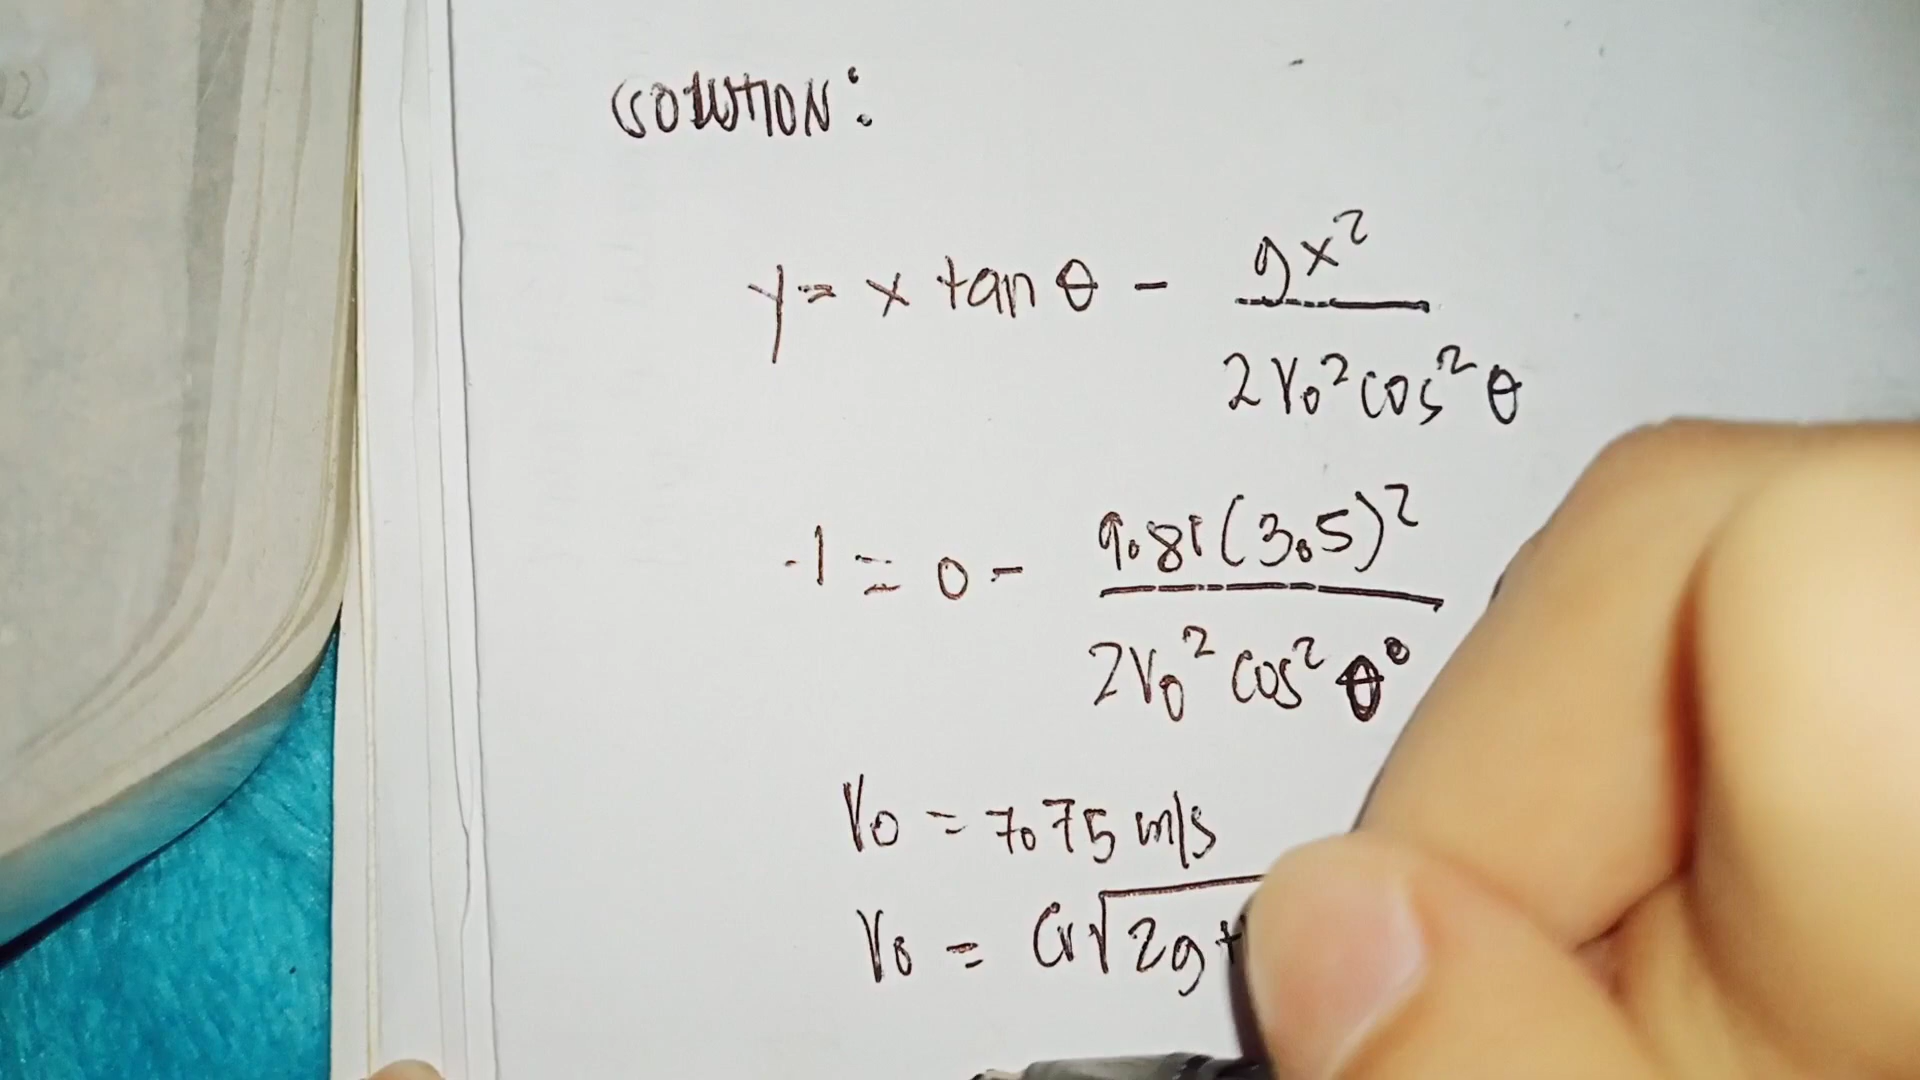 SOLUTION:
y = x tan θ - gx²
2V₀² cos² θ
-1 = 0 - 9.81(3.5)²
2V₀² cos² θ°
V₀ = 7.75 m/s
V₀ = Cv√2g